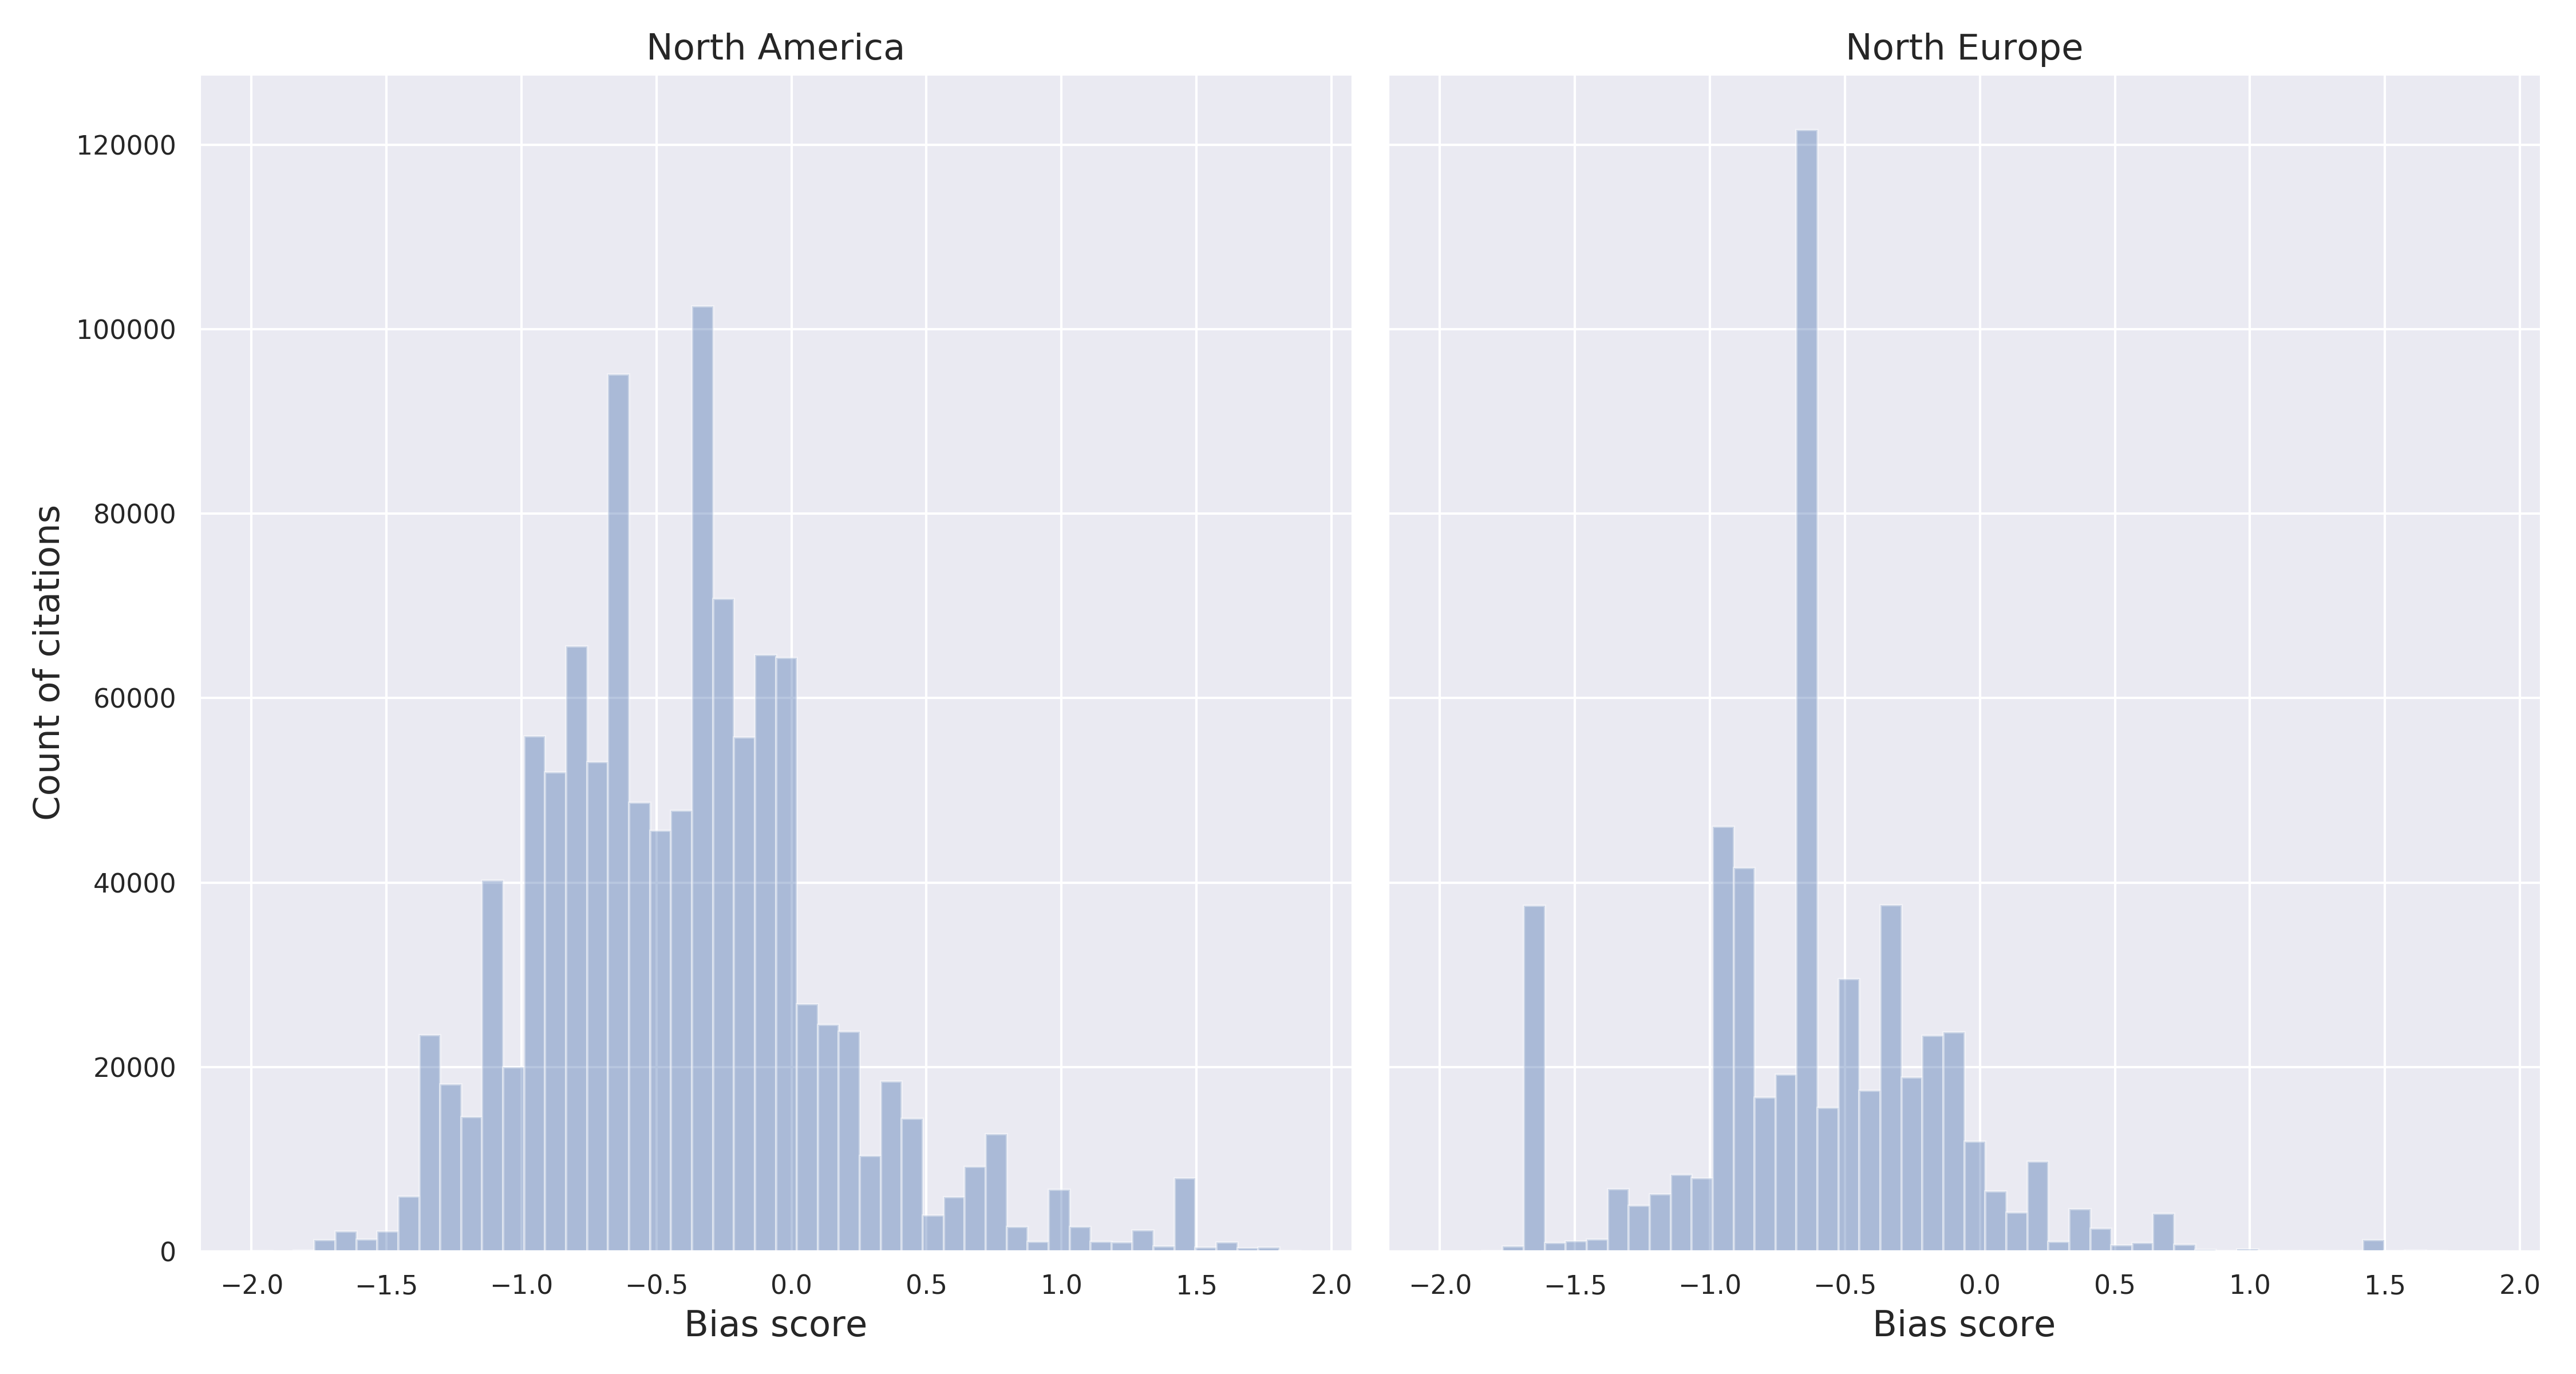 North America
North Europe
Count of citations
120000
100000
80000
60000
40000
20000
0
−2.0 −1.5 −1.0 −0.5 0.0 0.5 1.0 1.5 2.0
−2.0 −1.5 −1.0 −0.5 0.0 0.5 1.0 1.5 2.0
Bias score
Bias score